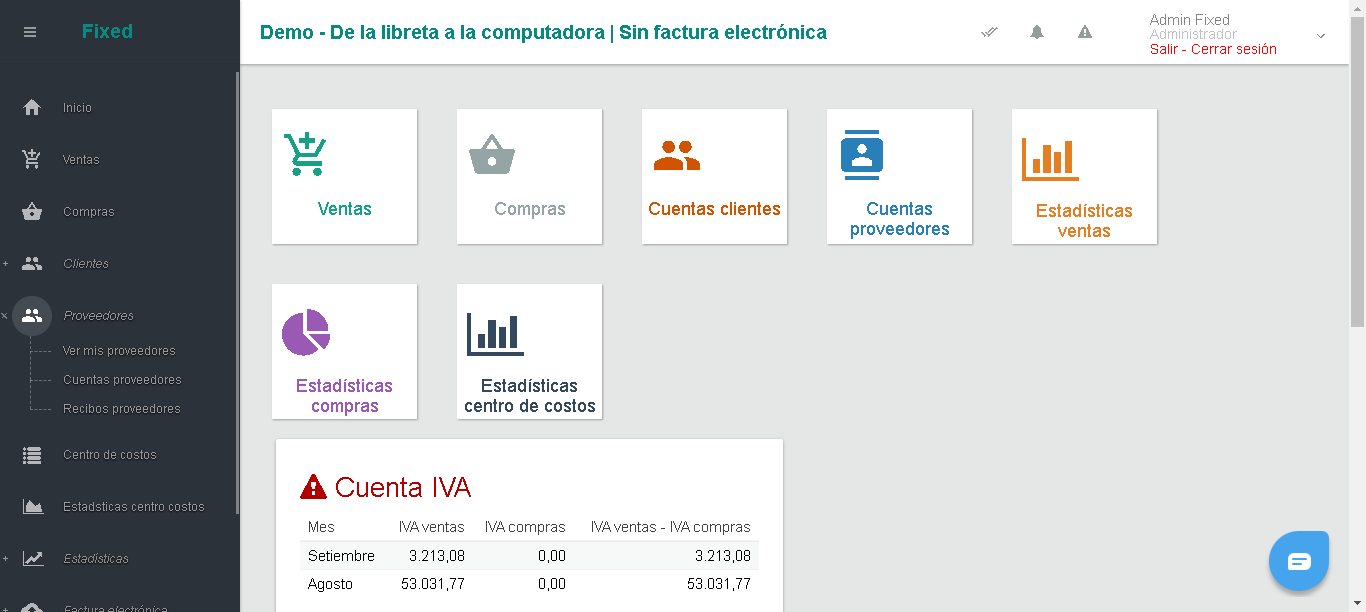 Fixed
Inicio
Ventas
Compras
Clientes
Proveedores
Ver mis proveedores
Cuentas proveedores
Recibos proveedores
Centro de costos
Estadsticas centro costos
Estadísticas
Factura electrónica
Demo - De la libreta a la computadora | Sin factura electrónica
Admin Fixed
Administrador
Salir - Cerrar sesión
Ventas
Compras
Cuentas clientes
Cuentas
proveedores
Estadísticas
ventas
Estadísticas
compras
Estadísticas
centro de costos
Cuenta IVA
Mes IVA ventas IVA compras IVA ventas - IVA compras
Setiembre 3.213,08 0,00 3.213,08
Agosto 53.031,77 0,00 53.031,77